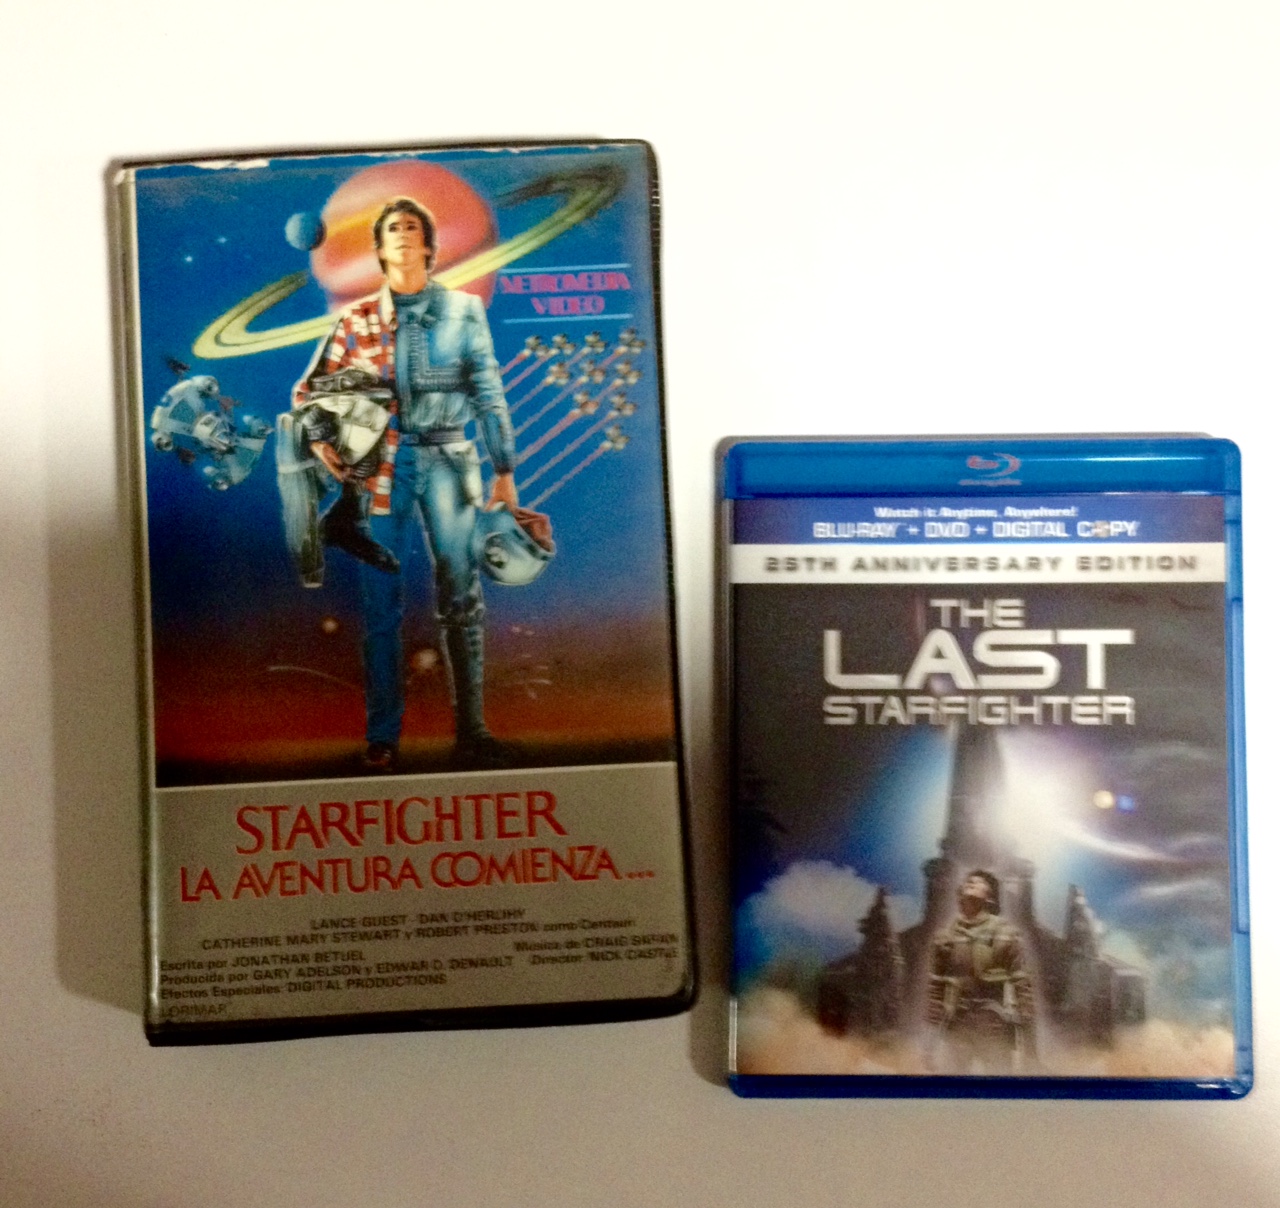 METROMEDIA
VIDEO
STARFIGHTER
LA AVENTURA COMIENZA...
LANCE GUEST - DAN O'HERLIHY
CATHERINE MARY STEWART y ROBERT PRESTON como Centauri
Música de CRAIG SAFAN
Escrita por JONATHAN BETUEL
Director: NICK CASTLE
Producida por GARY ADELSON y EDWARD O. DENAULT
Efectos Especiales: DIGITAL PRODUCTIONS
LORIMAR
Watch it Anytime, Anywhere!
BLU-RAY + DVD + DIGITAL COPY
25TH ANNIVERSARY EDITION
THE
LAST
STARFIGHTER